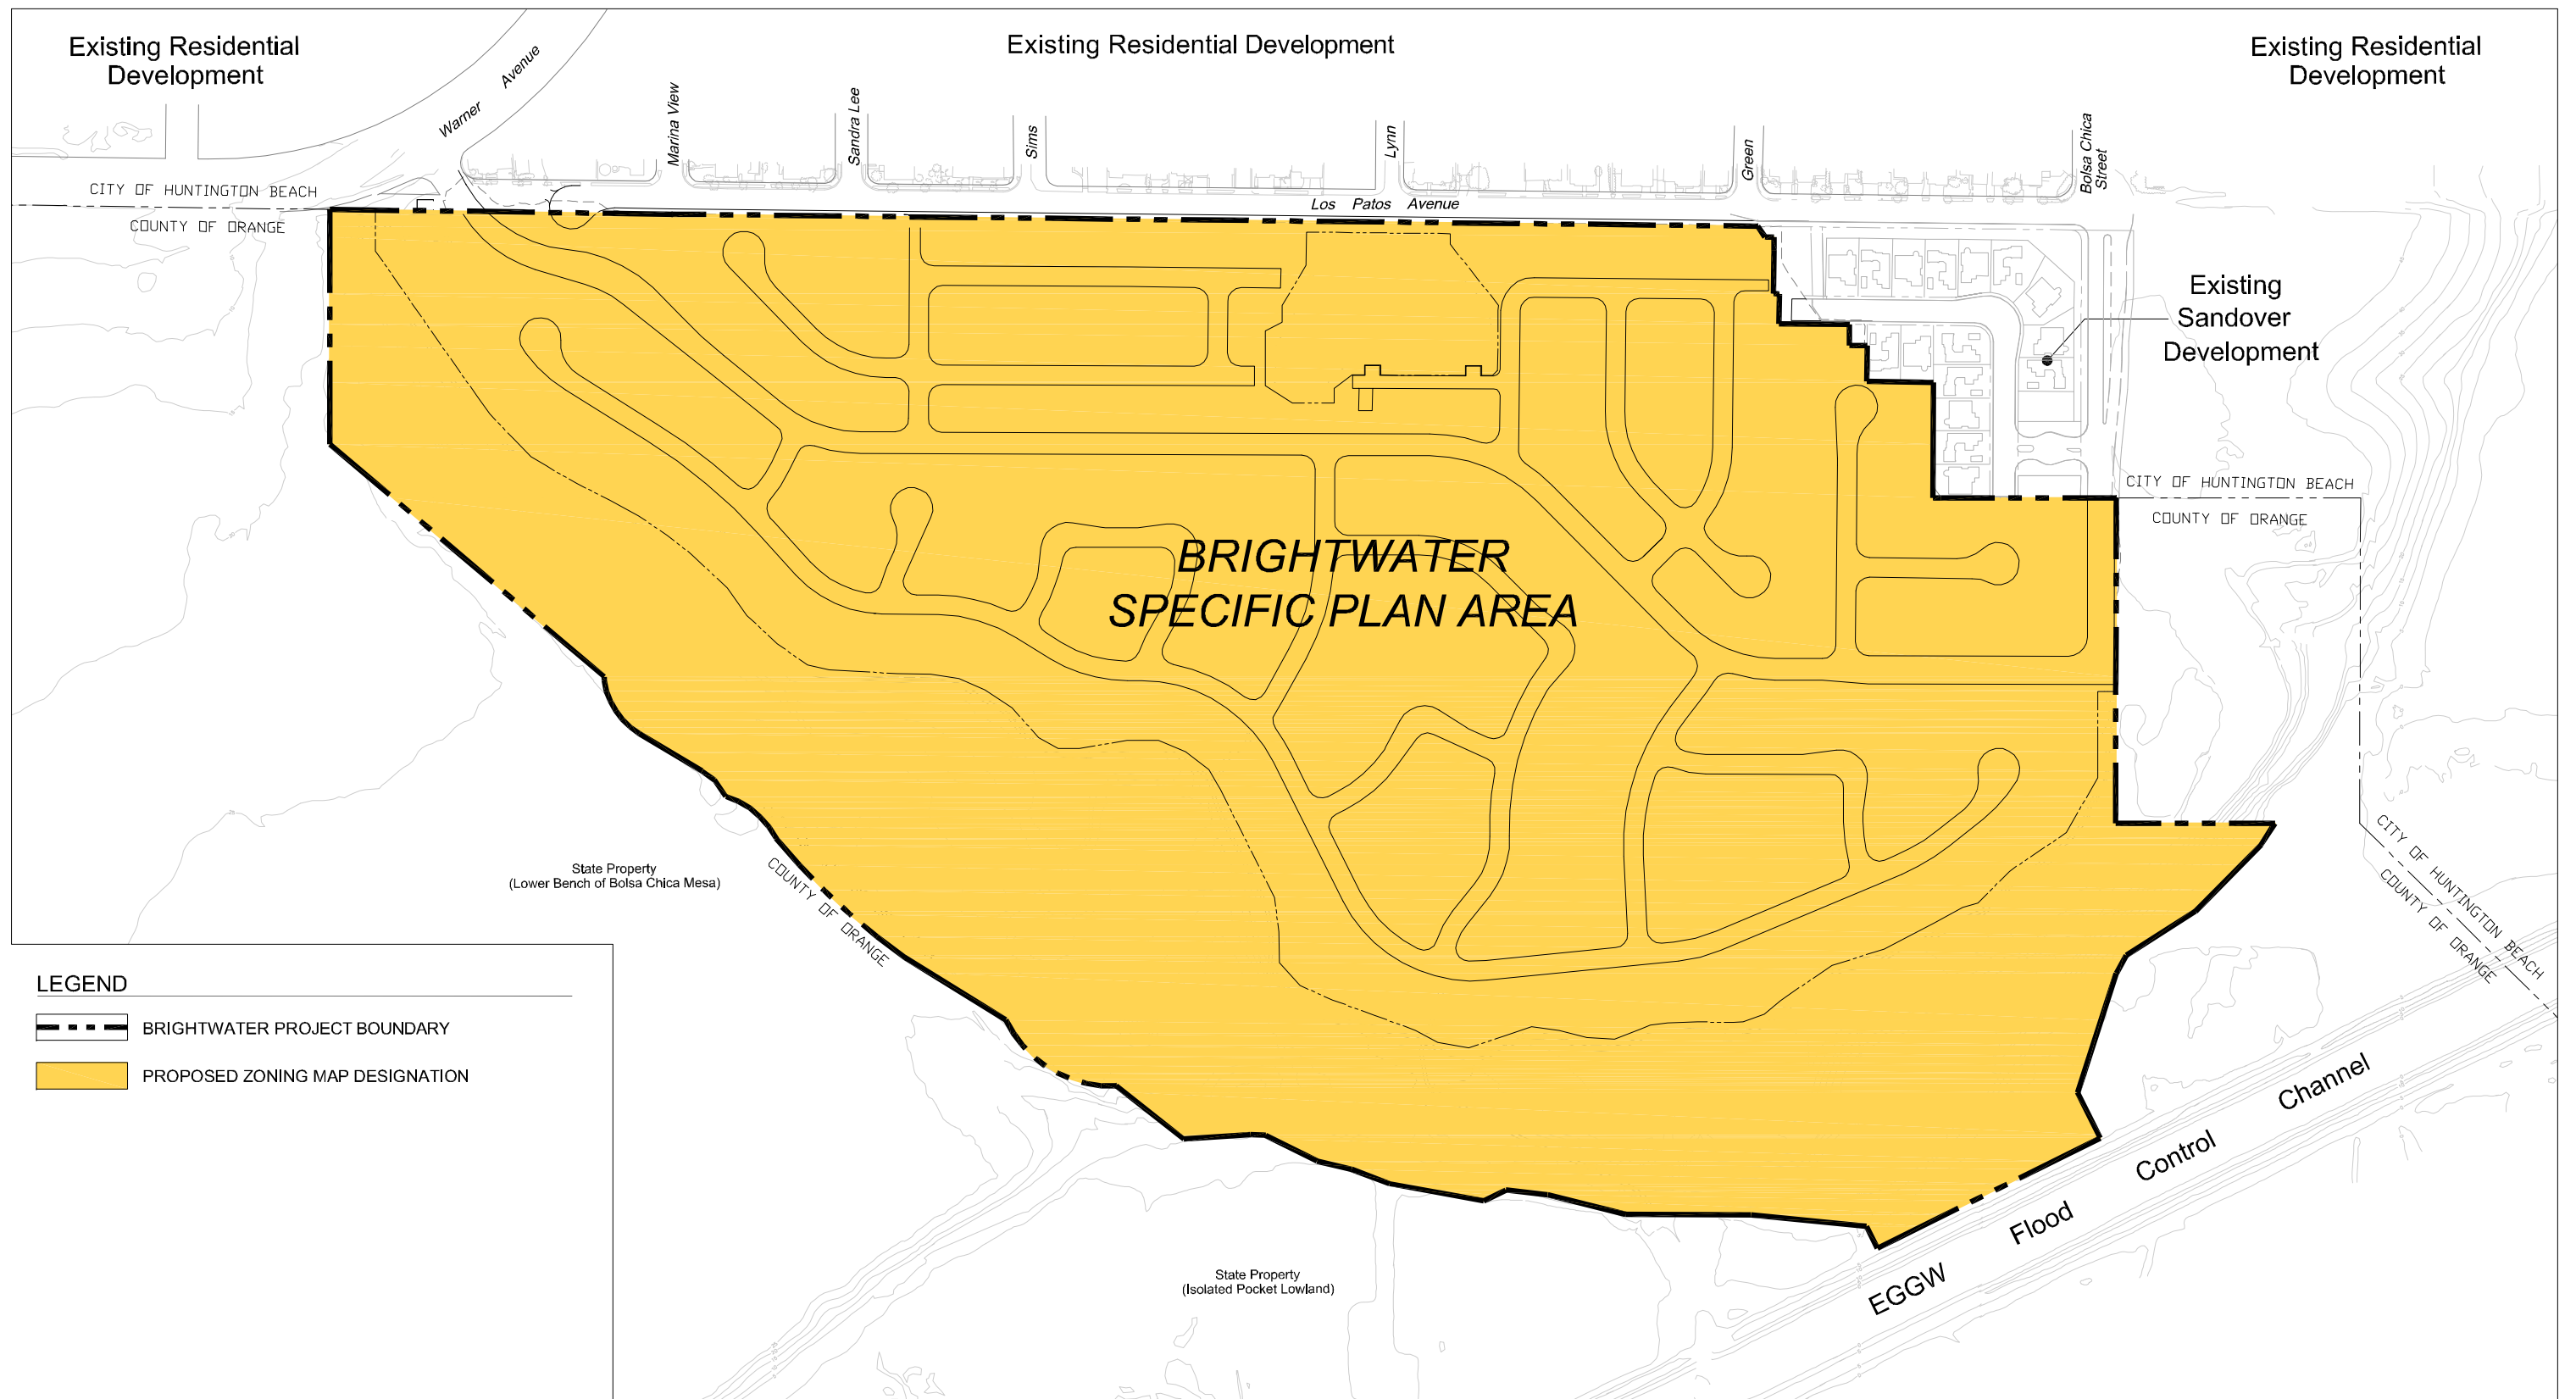 Existing Residential
Development
Existing Residential Development
Existing Residential
Development
Warner Avenue
Marina View
Sandra Lee
Sims
Lynn
Green
Bolsa Chica
Street
CITY OF HUNTINGTON BEACH
COUNTY OF ORANGE
Los Patos Avenue
Existing
Sandover
Development
CITY OF HUNTINGTON BEACH
COUNTY OF ORANGE
BRIGHTWATER
SPECIFIC PLAN AREA
State Property
(Lower Bench of Bolsa Chica Mesa)
COUNTY OF ORANGE
CITY OF HUNTINGTON BEACH
COUNTY OF ORANGE
LEGEND
BRIGHTWATER PROJECT BOUNDARY
PROPOSED ZONING MAP DESIGNATION
State Property
(Isolated Pocket Lowland)
EGGW Flood Control Channel